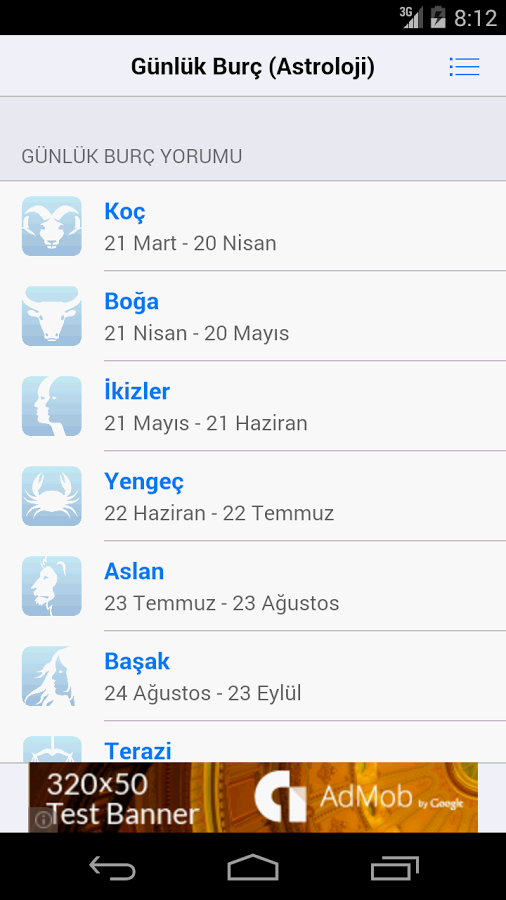 3G 8:12
Günlük Burç (Astroloji)
GÜNLÜK BURÇ YORUMU
Koç
21 Mart - 20 Nisan
Boğa
21 Nisan - 20 Mayıs
İkizler
21 Mayıs - 21 Haziran
Yengeç
22 Haziran - 22 Temmuz
Aslan
23 Temmuz - 23 Ağustos
Başak
24 Ağustos - 23 Eylül
Terazi
320×50
Test Banner
AdMob by Google